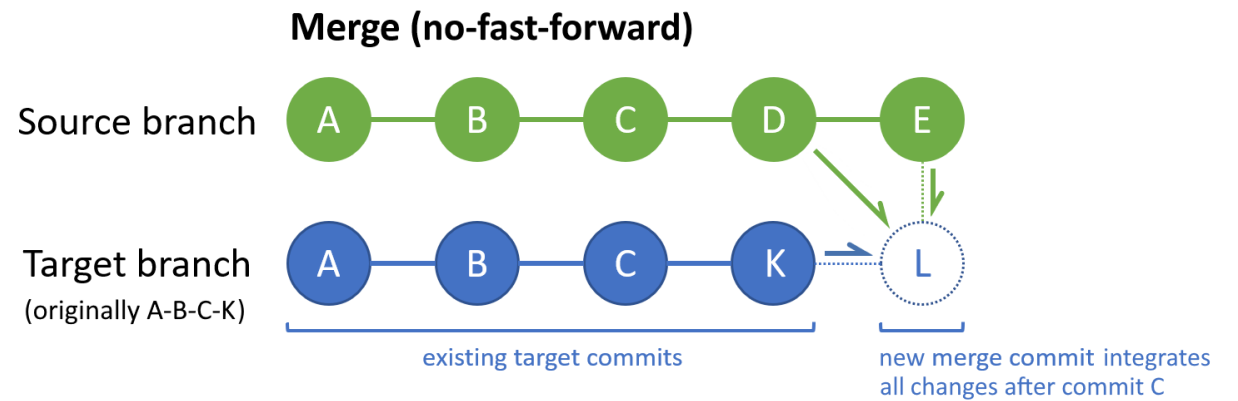 Merge (no-fast-forward)
Source branch A B C D E
Target branch A B C K L
(originally A-B-C-K)
existing target commits
new merge commit integrates
all changes after commit C